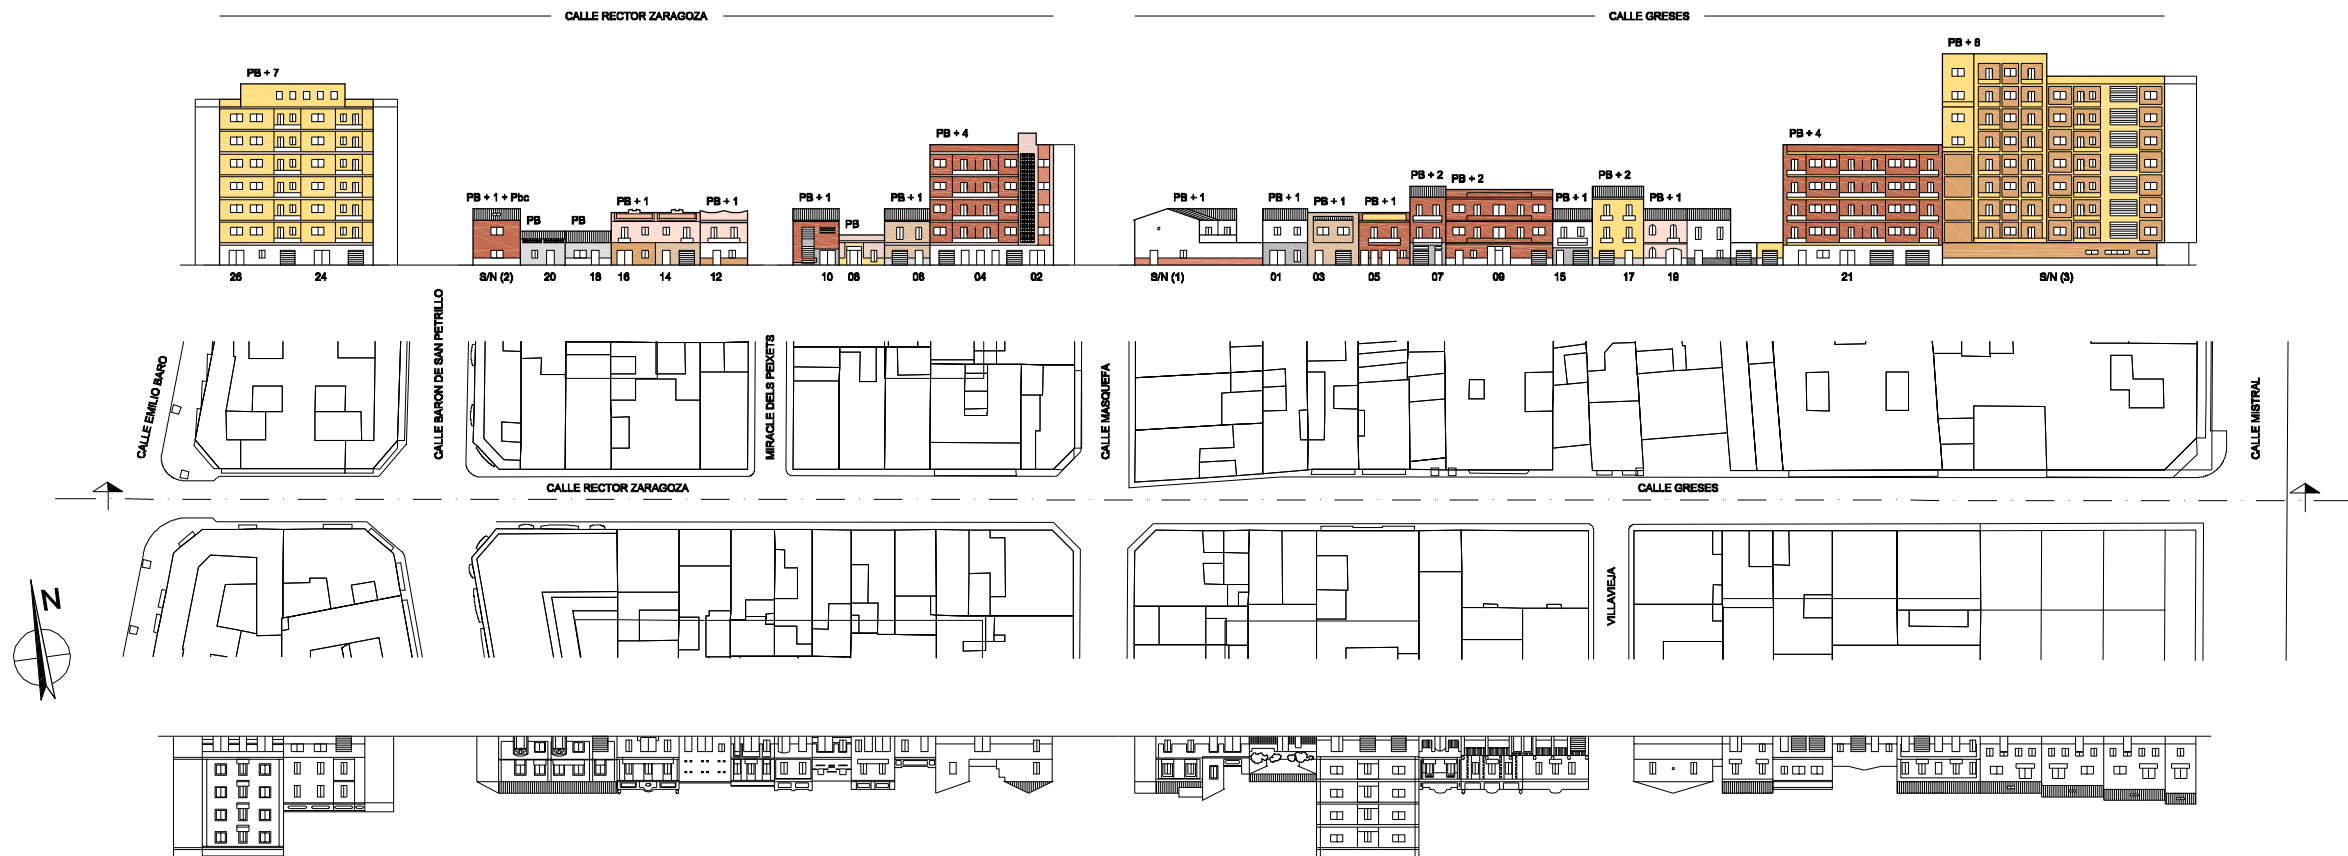 CALLE RECTOR ZARAGOZA
CALLE GRESES
PB + 7
PB + 1 + Pbc
PB
PB
PB + 1
PB + 1
PB + 1
PB
PB + 1
PB + 4
PB + 1
PB + 1
PB + 1
PB + 1
PB + 2
PB + 2
PB + 1
PB + 2
PB + 1
PB + 4
PB + 8
26
24
S/N (2)
20
18
16
14
12
10
08
06
04
02
S/N (1)
01
03
05
07
09
15
17
19
21
S/N (3)
CALLE EMILIO BARO
CALLE BARON DE SAN PETRILLO
MIRACLE DELS PEIXETS
CALLE MASQUEFA
CALLE MISTRAL
CALLE RECTOR ZARAGOZA
CALLE GRESES
VILLAVIEJA
N